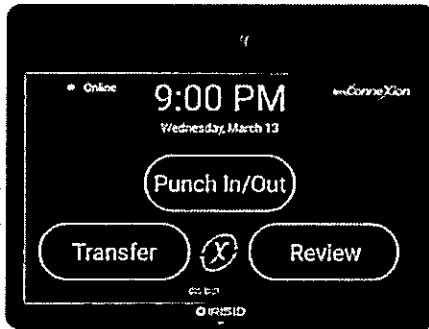 Online
9:00 PM
ConneXion
Wednesday, March 13
Punch In/Out
Transfer
X
Review
IRISID